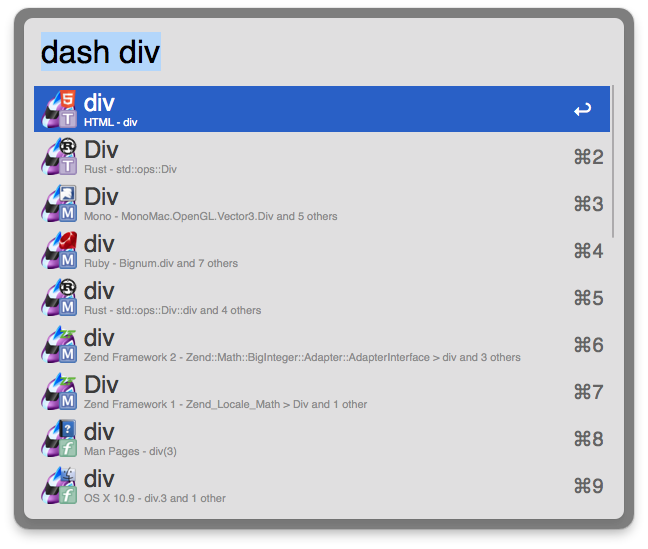 dash div
div
HTML - div
Div
Rust - std::ops::Div
⌘2
Div
Mono - MonoMac.OpenGL.Vector3.Div and 5 others
⌘3
div
Ruby - Bignum.div and 7 others
⌘4
div
Rust - std::ops::Div::div and 4 others
⌘5
div
Zend Framework 2 - Zend::Math::BigInteger::Adapter::AdapterInterface > div and 3 others
⌘6
Div
Zend Framework 1 - Zend_Locale_Math > Div and 1 other
⌘7
div
Man Pages - div(3)
⌘8
div
OS X 10.9 - div.3 and 1 other
⌘9